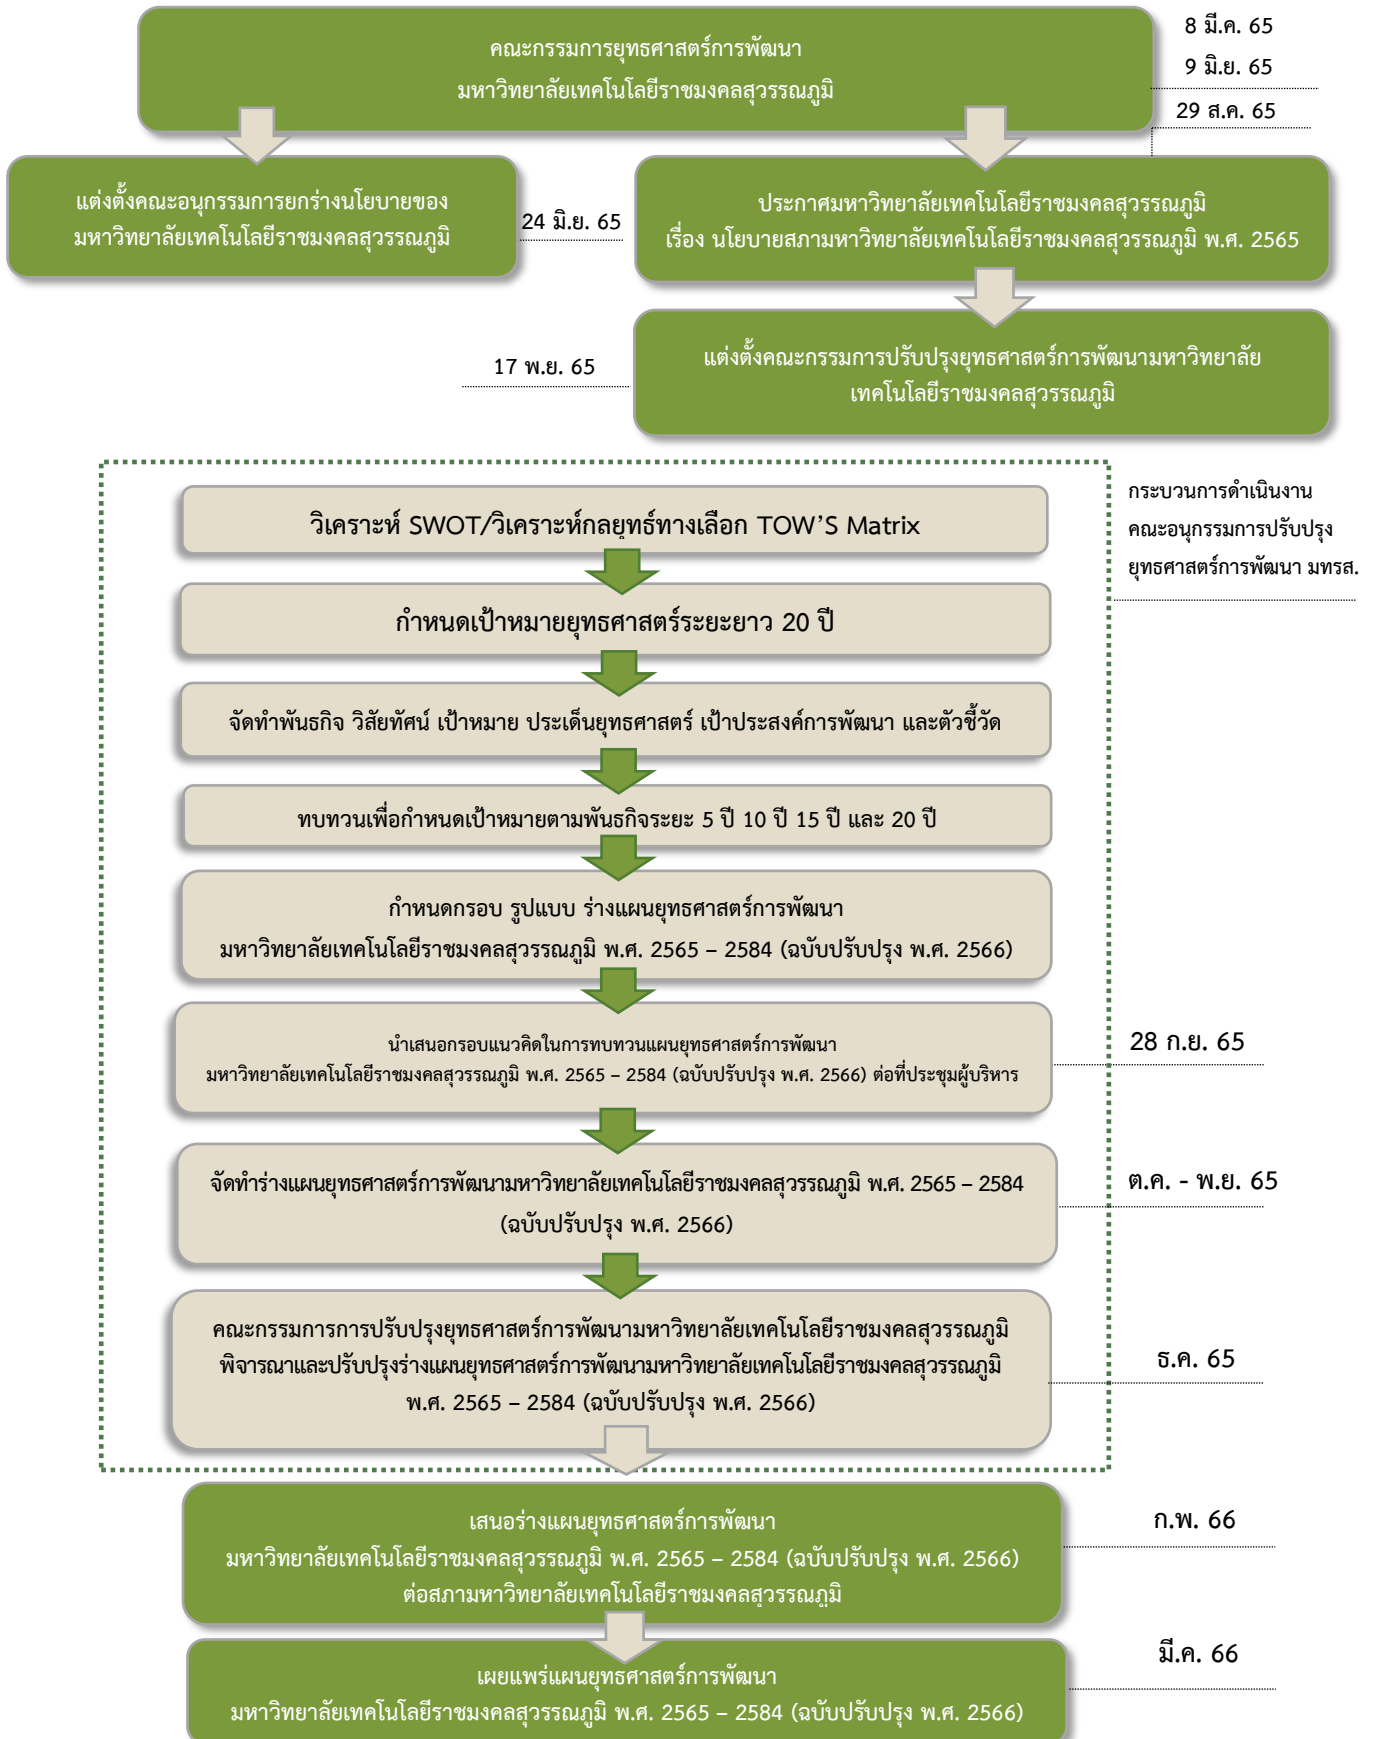 คณะกรรมการยุทธศาสตร์การพัฒนา
มหาวิทยาลัยเทคโนโลยีราชมงคลสุวรรณภูมิ
8 มี.ค. 65
9 มิ.ย. 65
29 ส.ค. 65
แต่งตั้งคณะอนุกรรมการยกร่างนโยบายของ
มหาวิทยาลัยเทคโนโลยีราชมงคลสุวรรณภูมิ
24 มิ.ย. 65
ประกาศมหาวิทยาลัยเทคโนโลยีราชมงคลสุวรรณภูมิ
เรื่อง นโยบายสภามหาวิทยาลัยเทคโนโลยีราชมงคลสุวรรณภูมิ พ.ศ. 2565
17 พ.ย. 65
แต่งตั้งคณะกรรมการปรับปรุงยุทธศาสตร์การพัฒนามหาวิทยาลัย
เทคโนโลยีราชมงคลสุวรรณภูมิ
กระบวนการดำเนินงาน
คณะอนุกรรมการปรับปรุง
ยุทธศาสตร์การพัฒนา มทรส.
วิเคราะห์ SWOT/วิเคราะห์กลยุทธ์ทางเลือก TOW’S Matrix
กำหนดเป้าหมายยุทธศาสตร์ระยะยาว 20 ปี
จัดทำพันธกิจ วิสัยทัศน์ เป้าหมาย ประเด็นยุทธศาสตร์ เป้าประสงค์การพัฒนา และตัวชี้วัด
ทบทวนเพื่อกำหนดเป้าหมายตามพันธกิจระยะ 5 ปี 10 ปี 15 ปี และ 20 ปี
กำหนดกรอบ รูปแบบ ร่างแผนยุทธศาสตร์การพัฒนา
มหาวิทยาลัยเทคโนโลยีราชมงคลสุวรรณภูมิ พ.ศ. 2565 – 2584 (ฉบับปรับปรุง พ.ศ. 2566)
นำเสนอกรอบแนวคิดในการทบทวนแผนยุทธศาสตร์การพัฒนา
มหาวิทยาลัยเทคโนโลยีราชมงคลสุวรรณภูมิ พ.ศ. 2565 – 2584 (ฉบับปรับปรุง พ.ศ. 2566) ต่อที่ประชุมผู้บริหาร
28 ก.ย. 65
จัดทำร่างแผนยุทธศาสตร์การพัฒนามหาวิทยาลัยเทคโนโลยีราชมงคลสุวรรณภูมิ พ.ศ. 2565 – 2584
(ฉบับปรับปรุง พ.ศ. 2566)
ต.ค. - พ.ย. 65
คณะกรรมการการปรับปรุงยุทธศาสตร์การพัฒนามหาวิทยาลัยเทคโนโลยีราชมงคลสุวรรณภูมิ
พิจารณาและปรับปรุงร่างแผนยุทธศาสตร์การพัฒนามหาวิทยาลัยเทคโนโลยีราชมงคลสุวรรณภูมิ
พ.ศ. 2565 – 2584 (ฉบับปรับปรุง พ.ศ. 2566)
ธ.ค. 65
เสนอร่างแผนยุทธศาสตร์การพัฒนา
มหาวิทยาลัยเทคโนโลยีราชมงคลสุวรรณภูมิ พ.ศ. 2565 – 2584 (ฉบับปรับปรุง พ.ศ. 2566)
ต่อสภามหาวิทยาลัยเทคโนโลยีราชมงคลสุวรรณภูมิ
ก.พ. 66
เผยแพร่แผนยุทธศาสตร์การพัฒนา
มหาวิทยาลัยเทคโนโลยีราชมงคลสุวรรณภูมิ พ.ศ. 2565 – 2584 (ฉบับปรับปรุง พ.ศ. 2566)
มี.ค. 66